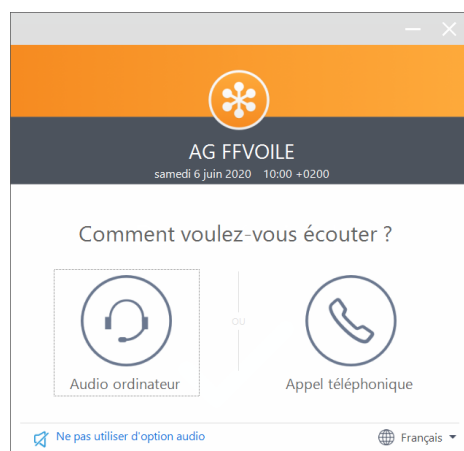 AG FFVOILE
samedi 6 juin 2020 10:00 +0200
Comment voulez-vous écouter ?
OU
Audio ordinateur
Appel téléphonique
Ne pas utiliser d'option audio
Français